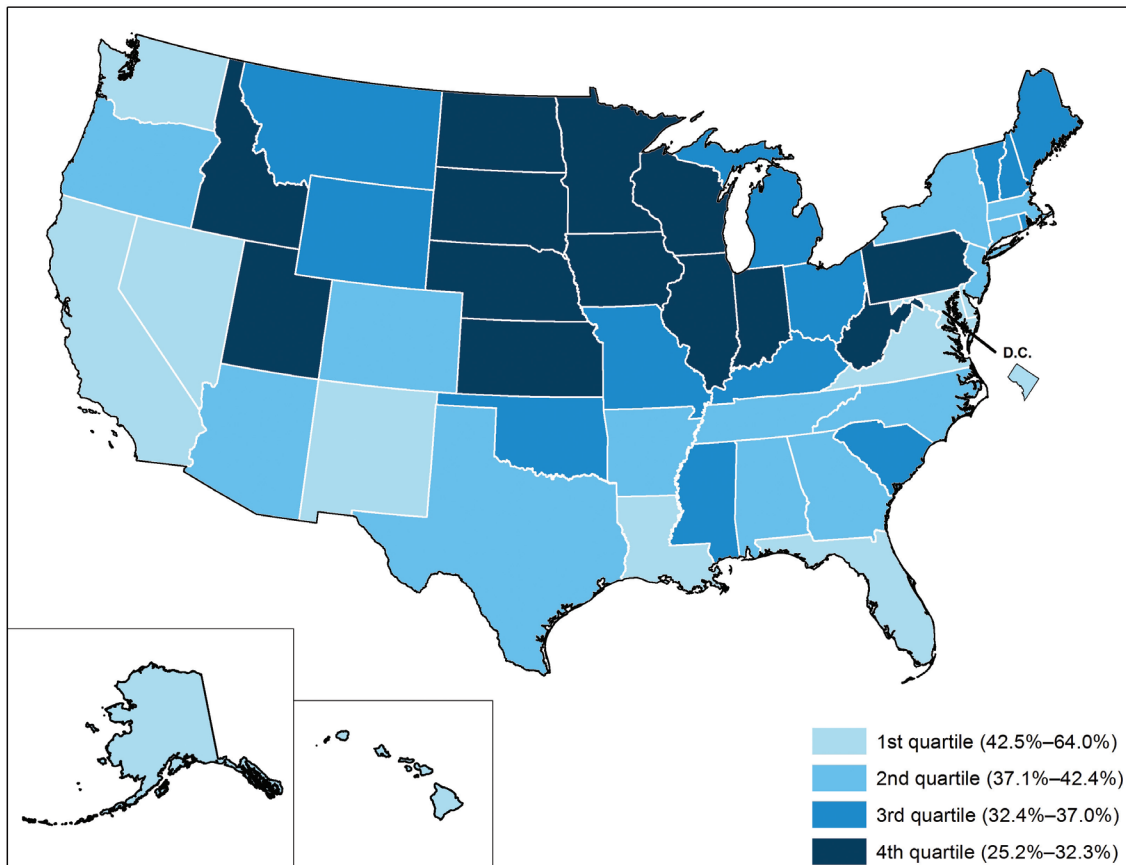 D.C.
1st quartile (42.5%–64.0%)
2nd quartile (37.1%–42.4%)
3rd quartile (32.4%–37.0%)
4th quartile (25.2%–32.3%)